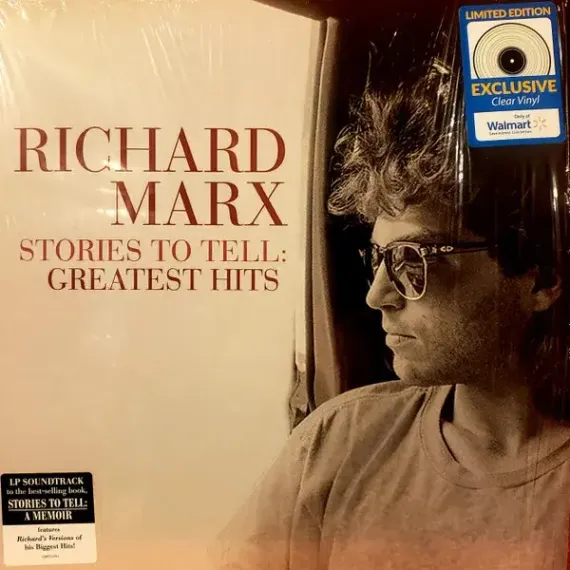 LIMITED EDITION
EXCLUSIVE
Clear Vinyl
Only at
Walmart
RICHARD
MARX
STORIES TO TELL:
GREATEST HITS
LP SOUNDTRACK
to the best-selling book,
STORIES TO TELL:
A MEMOIR
features
Richard's Versions of
his Biggest Hits!